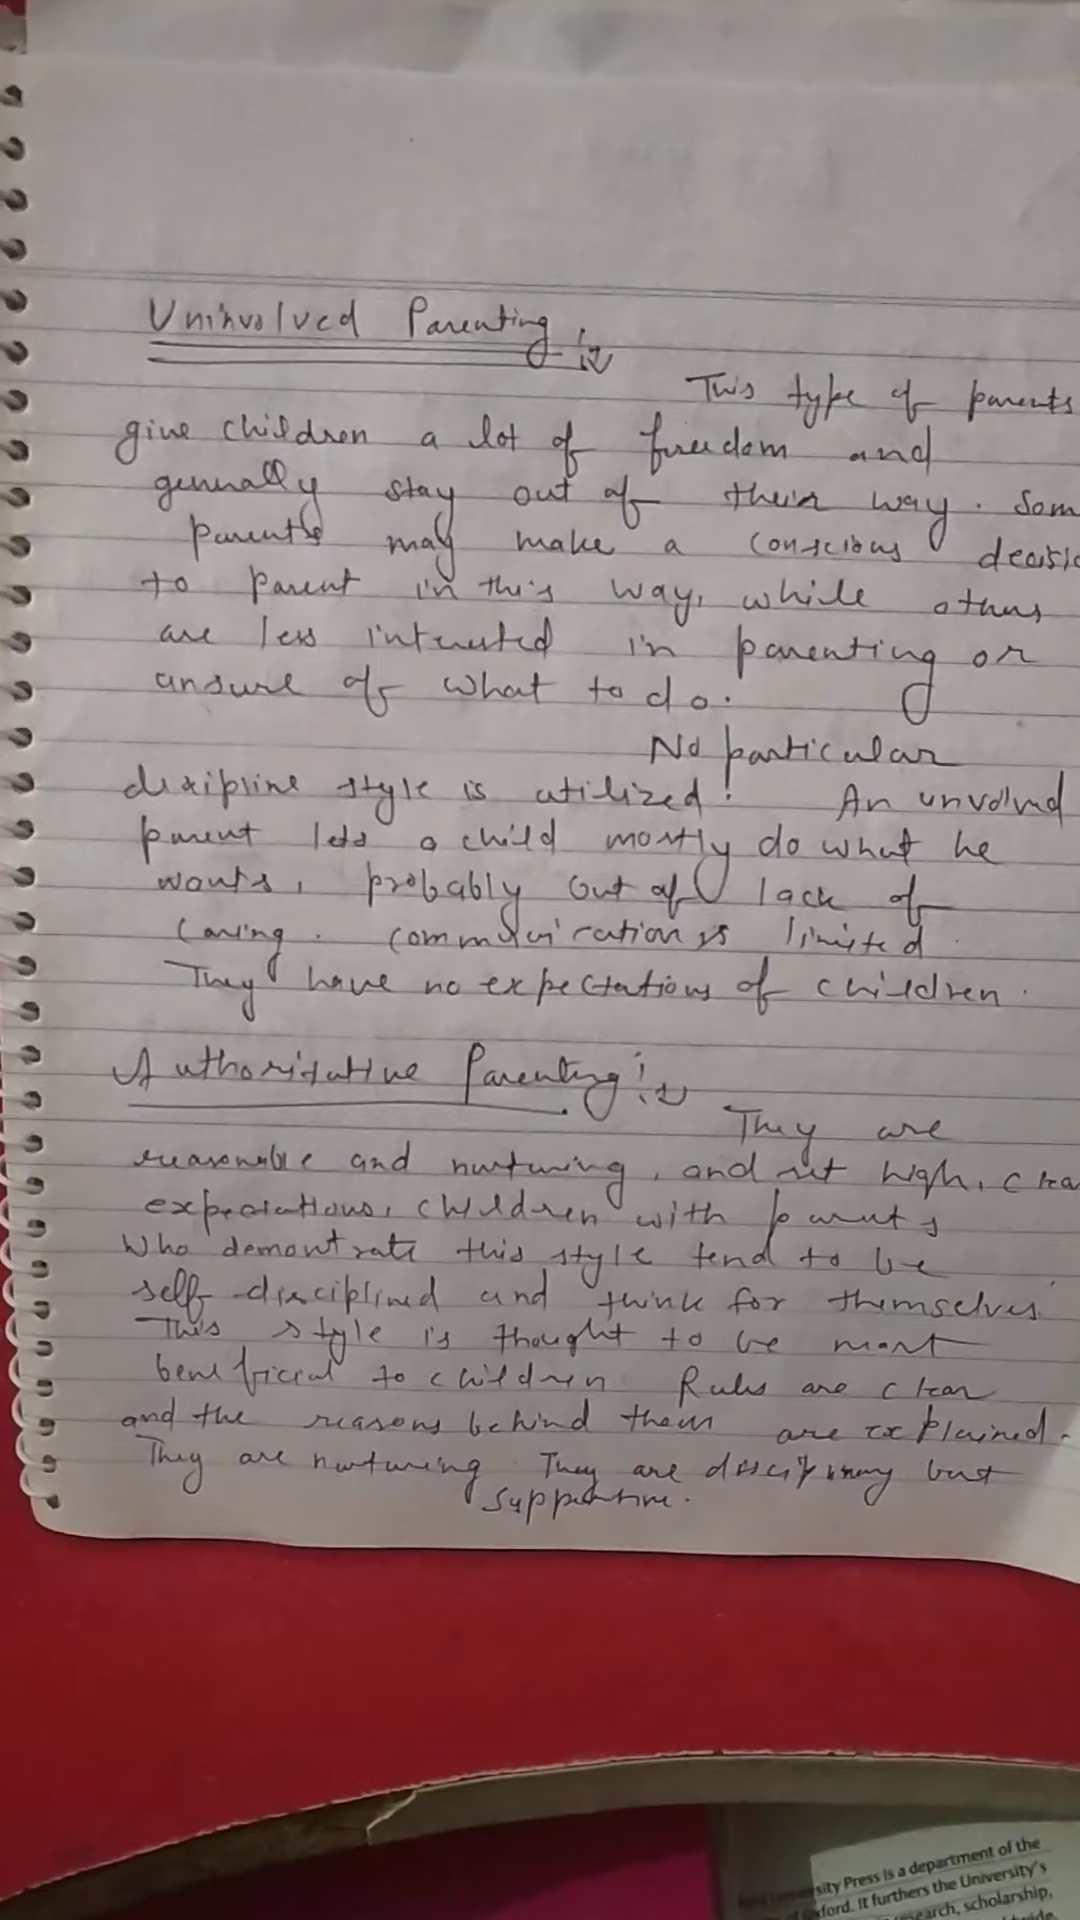 Uninvolved Parenting :-
This type of parents
give children a lot of freedom and
generally stay out of their way. Som
parents may make a conscious decisio
to parent in this way, while others
are less interested in parenting or
unsure of what to do.
No particular
discipline style is utilized! An unvolved
parent lets a child mostly do what he
wants, probably out of lack of
caring. communication is limited.
They have no expectations of children.
Authoritative Parenting :-
They are
reasonable and nurturing, and set high, clea
expectations, children with parents
who demontrate this style tend to be
self-disciplined and think for themselves.
This style is thought to be most
beneficial to children Rules are clear
and the reasons behind them are explained.
They are nurturing. They are but
supportive.
sity Press is a department of the
Oxford. It furthers the University's
search, scholarship,